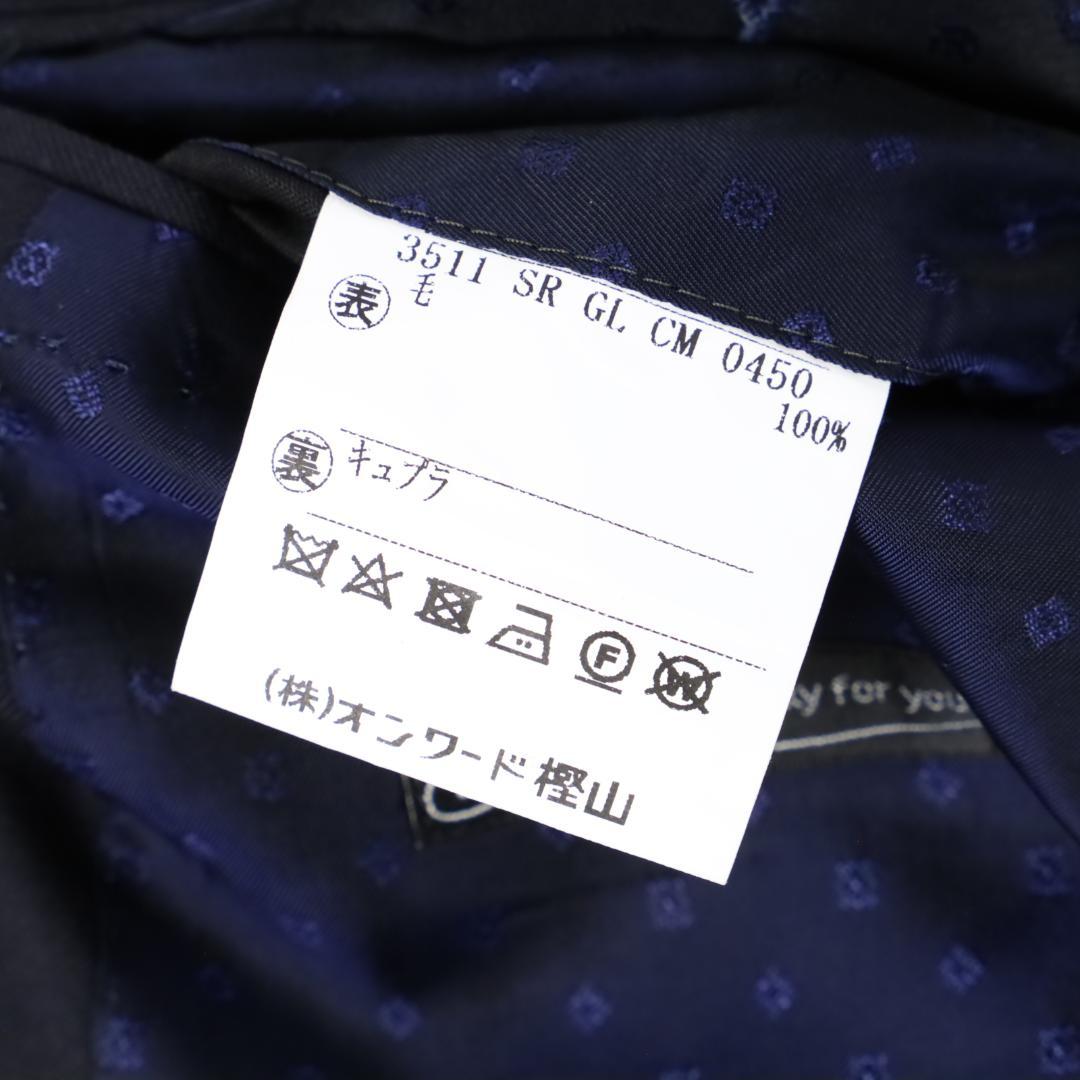 3511 SR GL CM 0450
表 毛 100%
裏 キュプラ
F
W
(株)オンワード樫山
for you